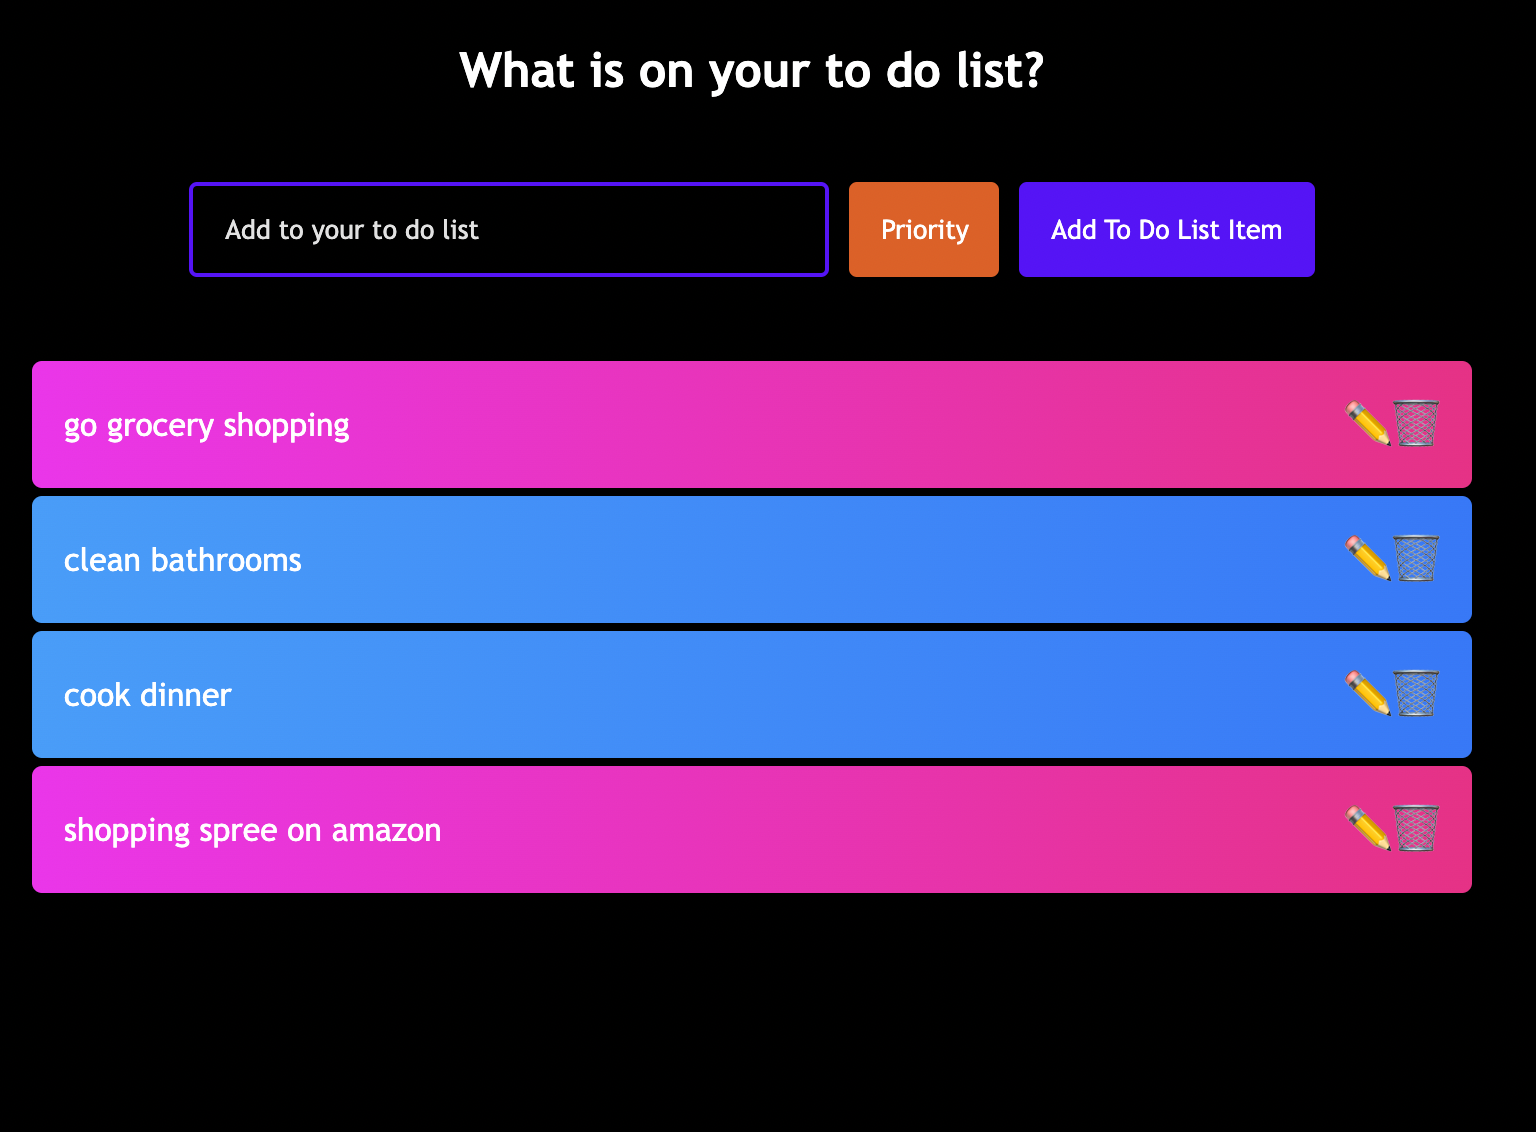 What is on your to do list?
Add to your to do list
Priority
Add To Do List Item
go grocery shopping
clean bathrooms
cook dinner
shopping spree on amazon